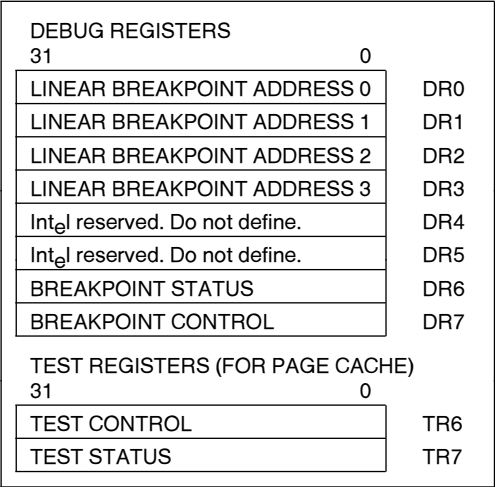 DEBUG REGISTERS
31 0
LINEAR BREAKPOINT ADDRESS 0 DR0
LINEAR BREAKPOINT ADDRESS 1 DR1
LINEAR BREAKPOINT ADDRESS 2 DR2
LINEAR BREAKPOINT ADDRESS 3 DR3
Intel reserved. Do not define. DR4
Intel reserved. Do not define. DR5
BREAKPOINT STATUS DR6
BREAKPOINT CONTROL DR7
TEST REGISTERS (FOR PAGE CACHE)
31 0
TEST CONTROL TR6
TEST STATUS TR7